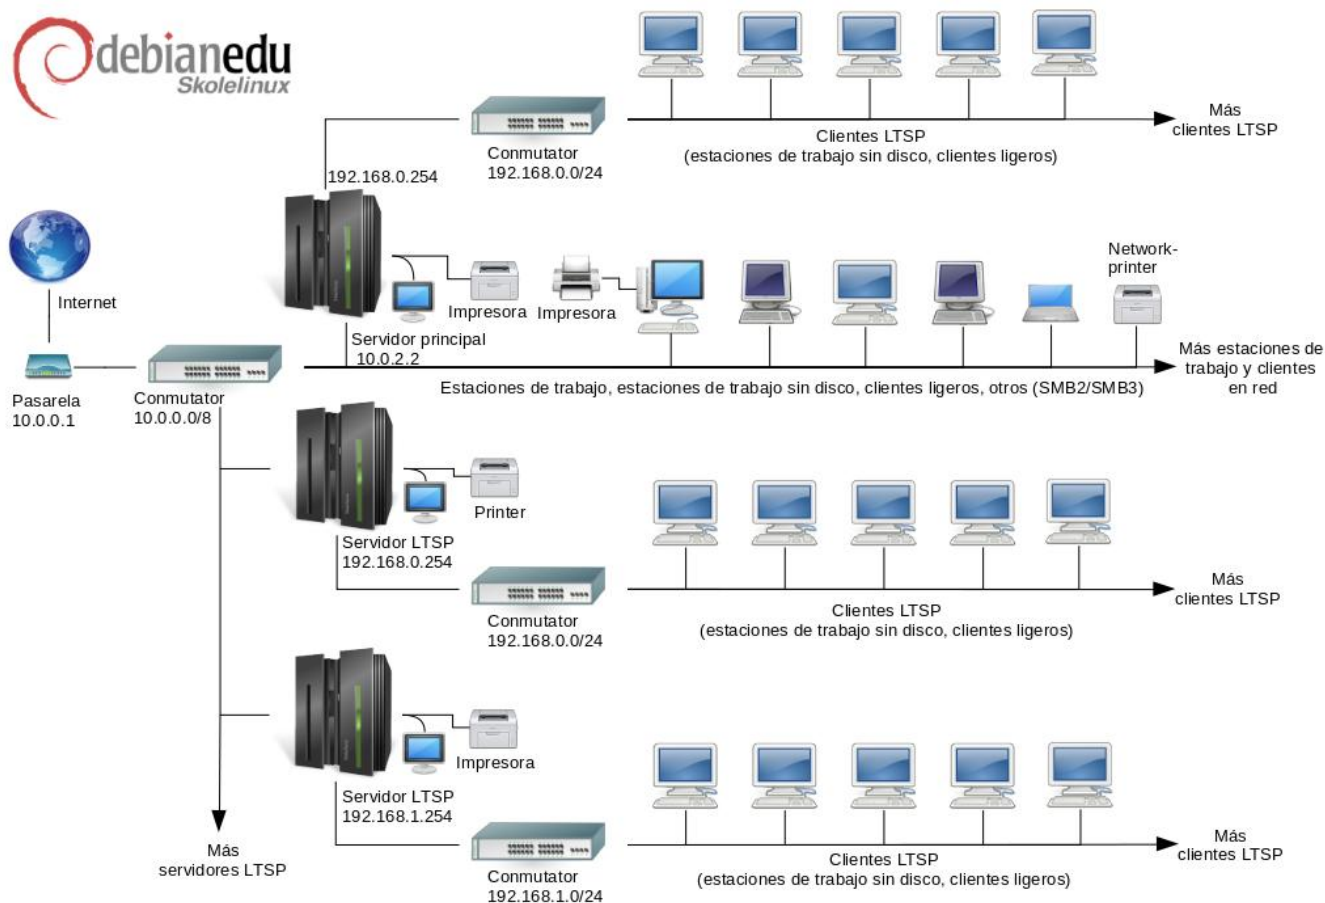 debianedu
Skolelinux
Clientes LTSP
(estaciones de trabajo sin disco, clientes ligeros)
Más
clientes LTSP
Conmutator
192.168.0.0/24
192.168.0.254
Internet
Impresora
Impresora
Network-
printer
Servidor principal
10.0.2.2
Pasarela
10.0.0.1
Conmutator
10.0.0.0/8
Estaciones de trabajo, estaciones de trabajo sin disco, clientes ligeros, otros (SMB2/SMB3)
Más estaciones de
trabajo y clientes
en red
Printer
Servidor LTSP
192.168.0.254
Conmutator
192.168.0.0/24
Clientes LTSP
(estaciones de trabajo sin disco, clientes ligeros)
Más
clientes LTSP
Impresora
Servidor LTSP
192.168.1.254
Más
servidores LTSP
Conmutator
192.168.1.0/24
Clientes LTSP
(estaciones de trabajo sin disco, clientes ligeros)
Más
clientes LTSP